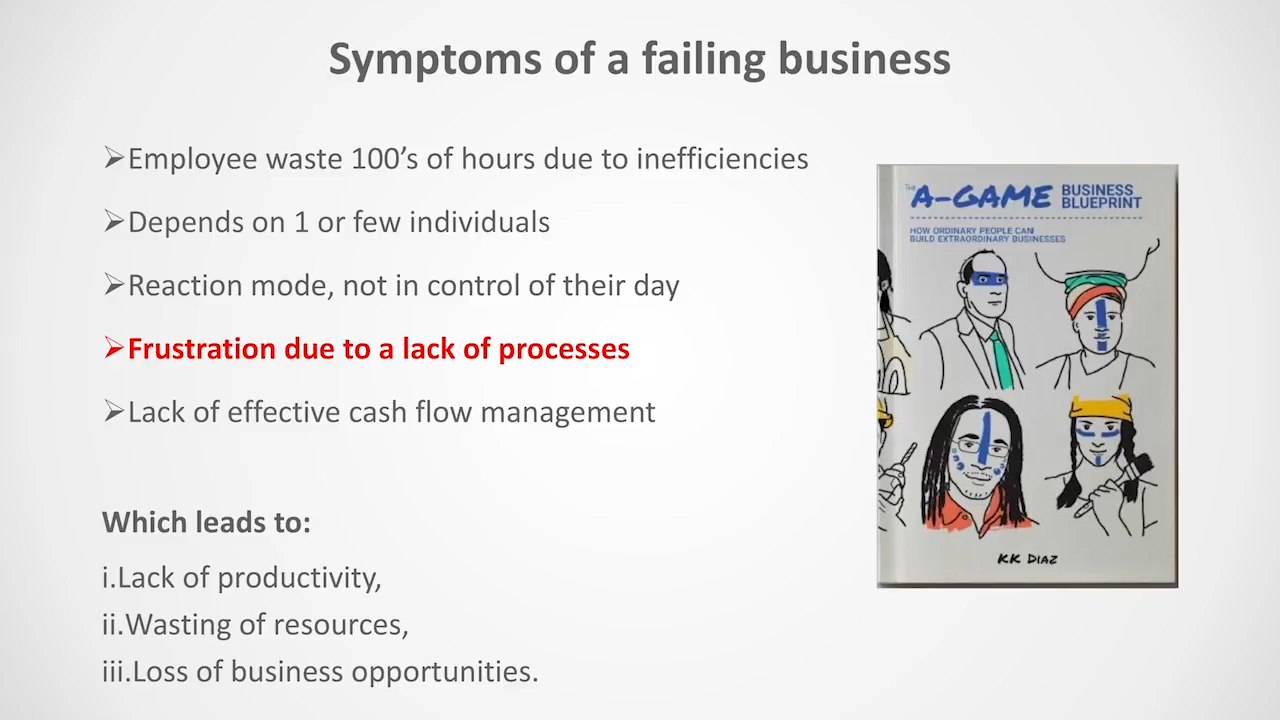 Symptoms of a failing business
➢Employee waste 100’s of hours due to inefficiencies
➢Depends on 1 or few individuals
➢Reaction mode, not in control of their day
➢Frustration due to a lack of processes
➢Lack of effective cash flow management
Which leads to:
i.Lack of productivity,
ii.Wasting of resources,
iii.Loss of business opportunities.
The A-GAME BUSINESS
BLUEPRINT
HOW ORDINARY PEOPLE CAN
BUILD EXTRAORDINARY BUSINESSES
KK DIAZ